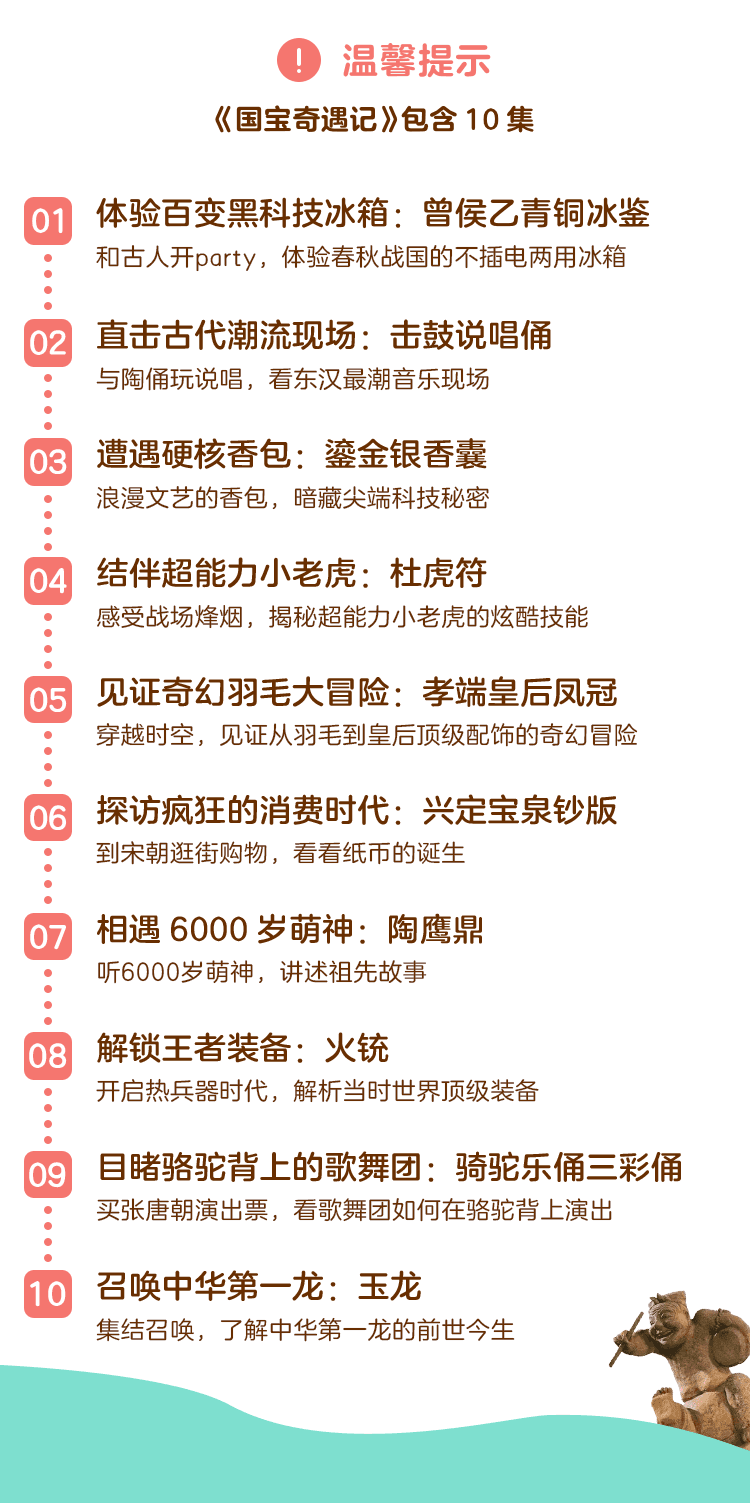 ! 温馨提示
《国宝奇遇记》包含 10 集
01 体验百变黑科技冰箱：曾侯乙青铜冰鉴
和古人开party，体验春秋战国的不插电两用冰箱
02 直击古代潮流现场：击鼓说唱俑
与陶俑玩说唱，看东汉最潮音乐现场
03 遭遇硬核香包：鎏金银香囊
浪漫文艺的香包，暗藏尖端科技秘密
04 结伴超能力小老虎：杜虎符
感受战场烽烟，揭秘超能力小老虎的炫酷技能
05 见证奇幻羽毛大冒险：孝端皇后凤冠
穿越时空，见证从羽毛到皇后顶级配饰的奇幻冒险
06 探访疯狂的消费时代：兴定宝泉钞版
到宋朝逛街购物，看看纸币的诞生
07 相遇 6000 岁萌神：陶鹰鼎
听6000岁萌神，讲述祖先故事
08 解锁王者装备：火铳
开启热兵器时代，解析当时世界顶级装备
09 目睹骆驼背上的歌舞团：骑驼乐俑三彩俑
买张唐朝演出票，看歌舞团如何在骆驼背上演出
10 召唤中华第一龙：玉龙
集结召唤，了解中华第一龙的前世今生